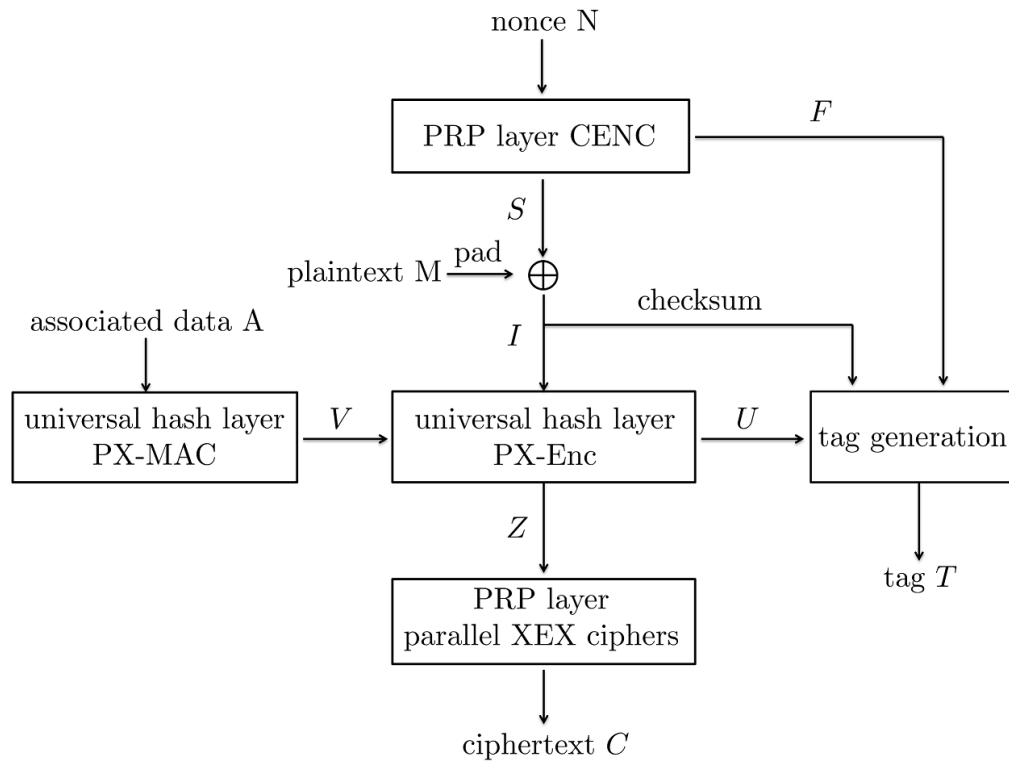 nonce N
PRP layer CENC
F
S
plaintext M
pad
checksum
associated data A
I
universal hash layer
PX-MAC
V
universal hash layer
PX-Enc
U
tag generation
Z
tag T
PRP layer
parallel XEX ciphers
ciphertext C